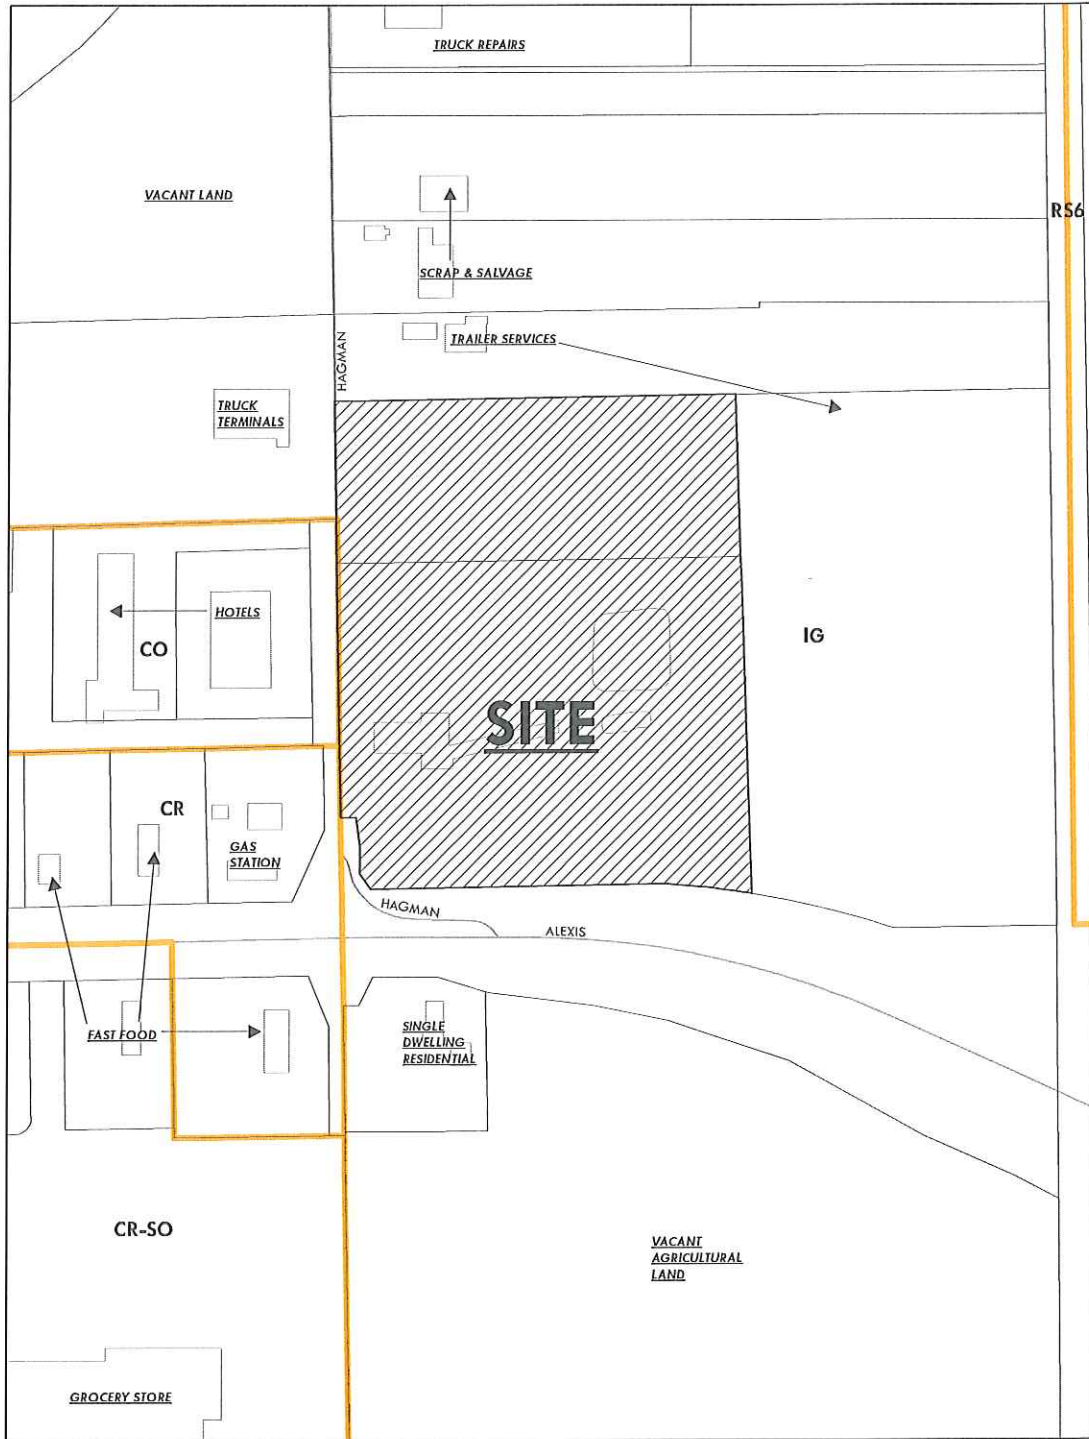 TRUCK REPAIRS
VACANT LAND
RS6
SCRAP & SALVAGE
HAGMAN
TRAILER SERVICES
TRUCK
TERMINALS
HOTELS
CO
IG
SITE
CR
GAS
STATION
HAGMAN
ALEXIS
FAST FOOD
SINGLE
DWELLING
RESIDENTIAL
CR-SO
VACANT
AGRICULTURAL
LAND
GROCERY STORE